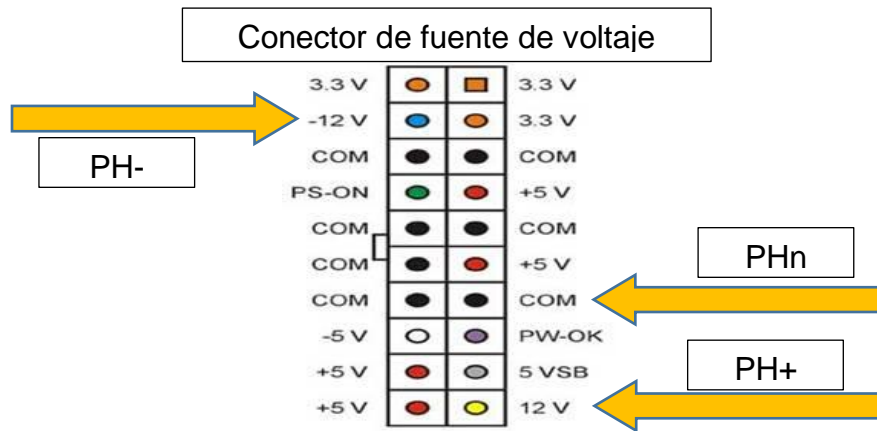 Conector de fuente de voltaje
3.3 V 3.3 V
-12 V 3.3 V
PH-
COM COM
PS-ON +5 V
COM COM
COM +5 V
PHn
COM COM
-5 V PW-OK
PH+
+5 V 5 VSB
+5 V 12 V